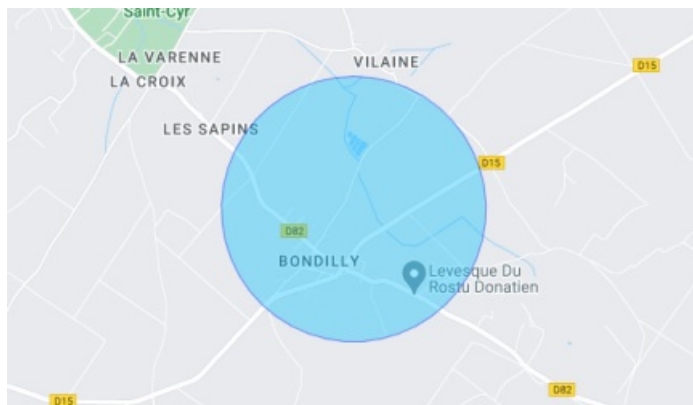 Saint-Cyr
LA VARENNE
VILAINE
D15
LA CROIX
LES SAPINS
D15
D82
BONDILLY
Levesque Du
Rostu Donatien
D82
D15